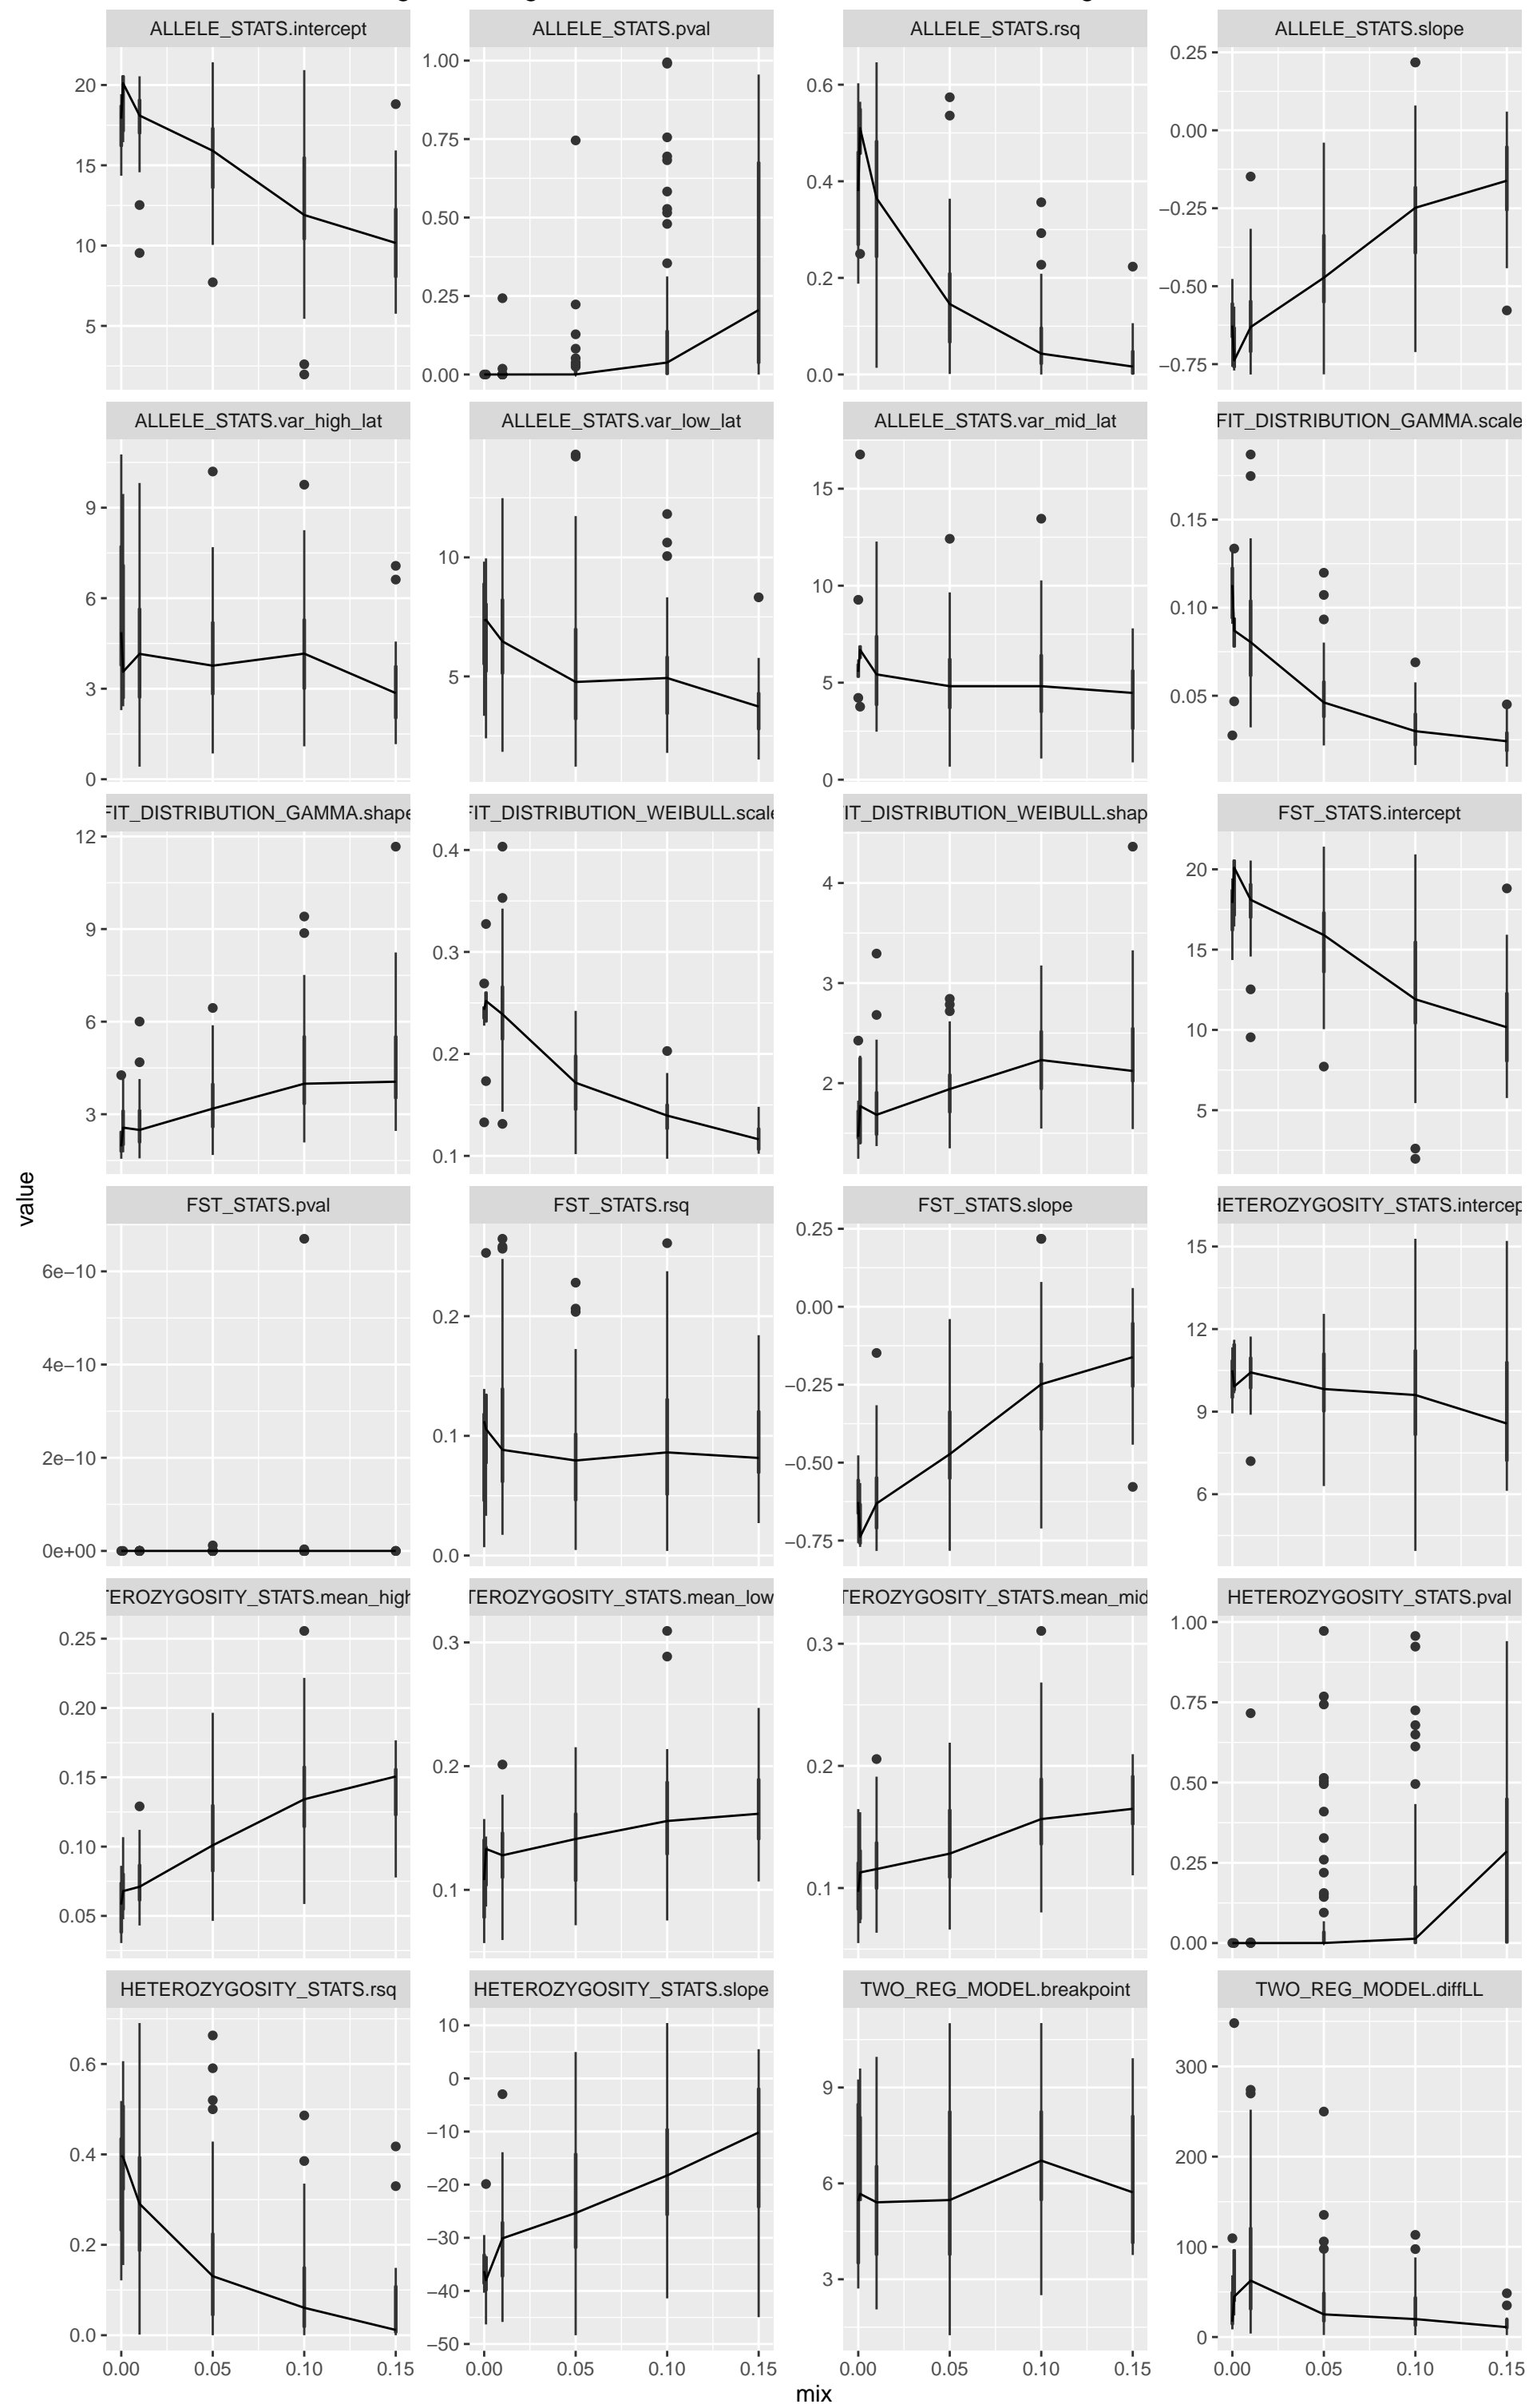 ALLELE_STATS.intercept ALLELE_STATS.pval ALLELE_STATS.rsq ALLELE_STATS.slope
20 15 10 5
1.00 0.75 0.50 0.25 0.00
0.6 0.4 0.2 0.0
0.25 0.00 −0.25 −0.50 −0.75
ALLELE_STATS.var_high_lat ALLELE_STATS.var_low_lat ALLELE_STATS.var_mid_lat FIT_DISTRIBUTION_GAMMA.scale
9 6 3 0
10 5
15 10 5 0
0.15 0.10 0.05
FIT_DISTRIBUTION_GAMMA.shape FIT_DISTRIBUTION_WEIBULL.scale IT_DISTRIBUTION_WEIBULL.shap FST_STATS.intercept
12 9 6 3
0.4 0.3 0.2 0.1
4 3 2
20 15 10 5
value
FST_STATS.pval FST_STATS.rsq FST_STATS.slope HETEROZYGOSITY_STATS.intercep
6e−10 4e−10 2e−10 0e+00
0.2 0.1 0.0
0.25 0.00 −0.25 −0.50 −0.75
15 12 9 6
TEROZYGOSITY_STATS.mean_high TEROZYGOSITY_STATS.mean_low TEROZYGOSITY_STATS.mean_mid HETEROZYGOSITY_STATS.pval
0.25 0.20 0.15 0.10 0.05
0.3 0.2 0.1
0.3 0.2 0.1
1.00 0.75 0.50 0.25 0.00
HETEROZYGOSITY_STATS.rsq HETEROZYGOSITY_STATS.slope TWO_REG_MODEL.breakpoint TWO_REG_MODEL.diffLL
0.6 0.4 0.2 0.0
10 0 −10 −20 −30 −40 −50
9 6 3
300 200 100 0
0.00 0.05 0.10 0.15 0.00 0.05 0.10 0.15 0.00 0.05 0.10 0.15 0.00 0.05 0.10 0.15
mix